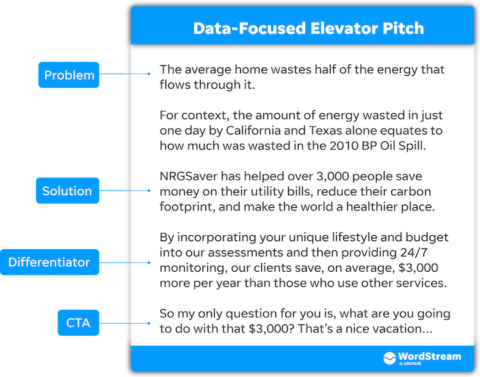 Data-Focused Elevator Pitch
Problem
The average home wastes half of the energy that
flows through it.
For context, the amount of energy wasted in just
one day by California and Texas alone equates to
how much was wasted in the 2010 BP Oil Spill.
Solution
NRGSaver has helped over 3,000 people save
money on their utility bills, reduce their carbon
footprint, and make the world a healthier place.
Differentiator
By incorporating your unique lifestyle and budget
into our assessments and then providing 24/7
monitoring, our clients save, on average, $3,000
more per year than those who use other services.
CTA
So my only question for you is, what are you going
to do with that $3,000? That's a nice vacation...
WordStream
by LOCALiQ